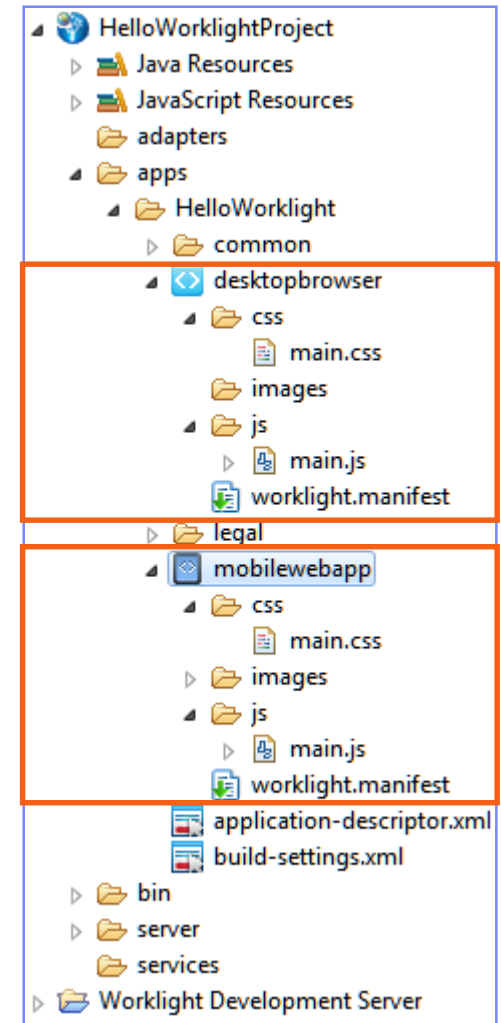 HelloWorklightProject
Java Resources
JavaScript Resources
adapters
apps
HelloWorklight
common
desktopbrowser
css
main.css
images
js
main.js
worklight.manifest
legal
mobilewebapp
css
main.css
images
js
main.js
worklight.manifest
application-descriptor.xml
build-settings.xml
bin
server
services
Worklight Development Server